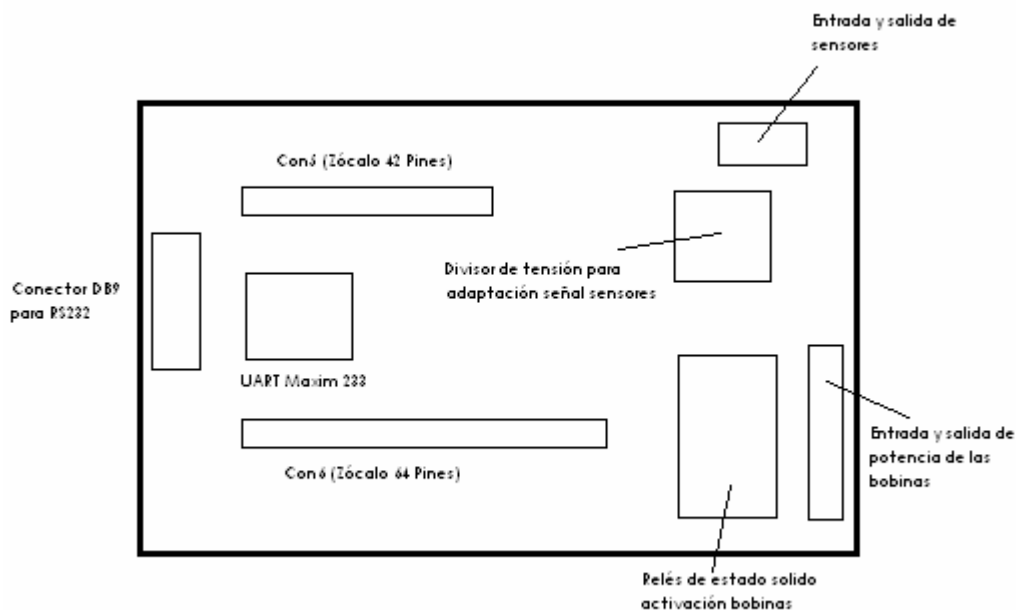 Entrada y salida de
sensores
Con5 (Zócalo 42 Pines)
Divisor de tensión para
adaptación señal sensores
Conector DB9
para RS232
UART Maxim 233
Entrada y salida de
potencia de las
bobinas
Con6 (Zócalo 64 Pines)
Relés de estado solido
activación bobinas